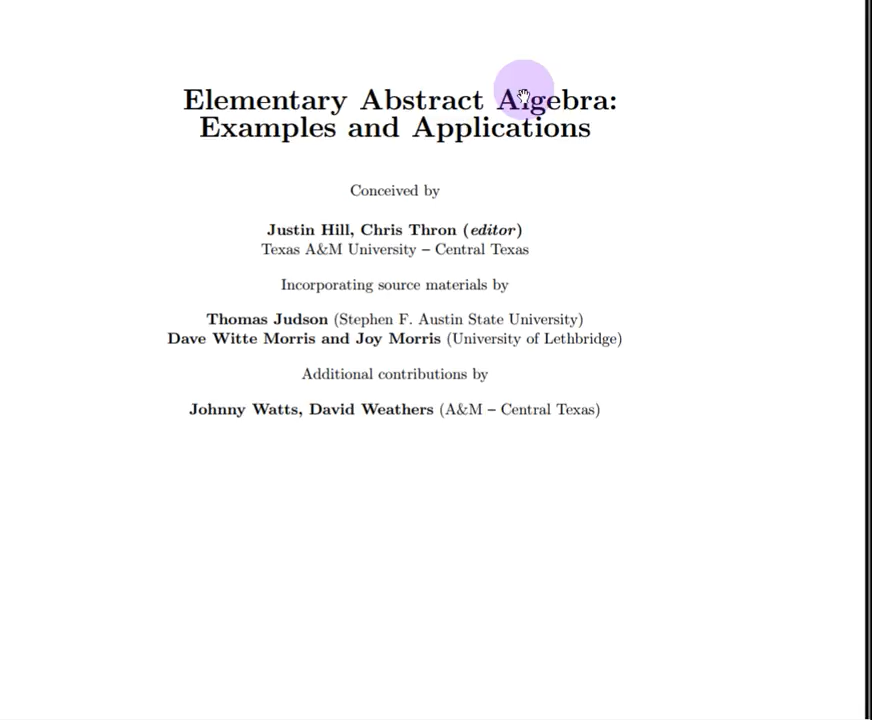 Elementary Abstract Algebra:
Examples and Applications
Conceived by
Justin Hill, Chris Thron (editor)
Texas A&M University – Central Texas
Incorporating source materials by
Thomas Judson (Stephen F. Austin State University)
Dave Witte Morris and Joy Morris (University of Lethbridge)
Additional contributions by
Johnny Watts, David Weathers (A&M – Central Texas)